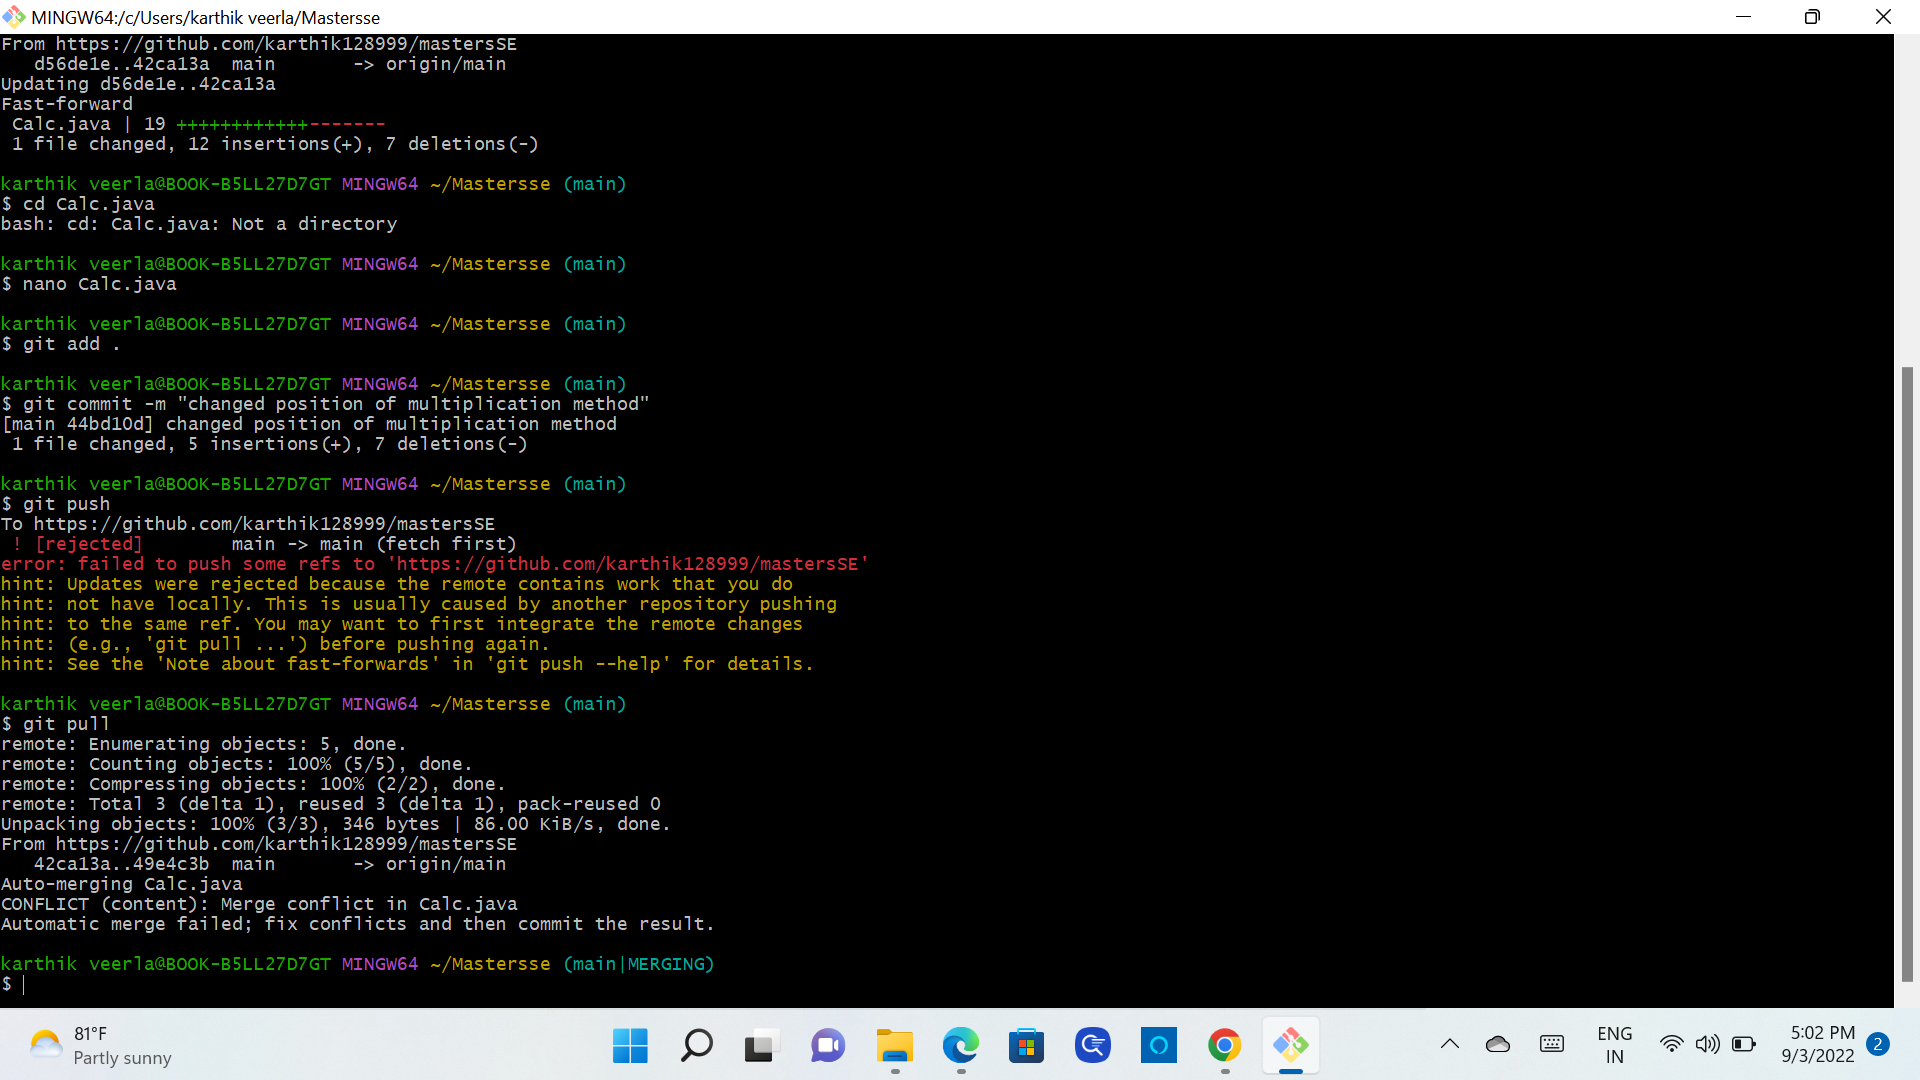 MINGW64:/c/Users/karthik veerla/Mastersse
From https://github.com/karthik128999/mastersSE
   d56de1e..42ca13a  main       -> origin/main
Updating d56de1e..42ca13a
Fast-forward
 Calc.java | 19 ++++++++++++-------
 1 file changed, 12 insertions(+), 7 deletions(-)
karthik veerla@BOOK-B5LL27D7GT MINGW64 ~/Mastersse (main)
$ cd Calc.java
bash: cd: Calc.java: Not a directory
karthik veerla@BOOK-B5LL27D7GT MINGW64 ~/Mastersse (main)
$ nano Calc.java
karthik veerla@BOOK-B5LL27D7GT MINGW64 ~/Mastersse (main)
$ git add .
karthik veerla@BOOK-B5LL27D7GT MINGW64 ~/Mastersse (main)
$ git commit -m "changed position of multiplication method"
[main 44bd10d] changed position of multiplication method
 1 file changed, 5 insertions(+), 7 deletions(-)
karthik veerla@BOOK-B5LL27D7GT MINGW64 ~/Mastersse (main)
$ git push
To https://github.com/karthik128999/mastersSE
 ! [rejected]        main -> main (fetch first)
error: failed to push some refs to 'https://github.com/karthik128999/mastersSE'
hint: Updates were rejected because the remote contains work that you do
hint: not have locally. This is usually caused by another repository pushing
hint: to the same ref. You may want to first integrate the remote changes
hint: (e.g., 'git pull ...') before pushing again.
hint: See the 'Note about fast-forwards' in 'git push --help' for details.
karthik veerla@BOOK-B5LL27D7GT MINGW64 ~/Mastersse (main)
$ git pull
remote: Enumerating objects: 5, done.
remote: Counting objects: 100% (5/5), done.
remote: Compressing objects: 100% (2/2), done.
remote: Total 3 (delta 1), reused 3 (delta 1), pack-reused 0
Unpacking objects: 100% (3/3), 346 bytes | 86.00 KiB/s, done.
From https://github.com/karthik128999/mastersSE
   42ca13a..49e4c3b  main       -> origin/main
Auto-merging Calc.java
CONFLICT (content): Merge conflict in Calc.java
Automatic merge failed; fix conflicts and then commit the result.
karthik veerla@BOOK-B5LL27D7GT MINGW64 ~/Mastersse (main|MERGING)
$
81°F
Partly sunny
ENG
IN
5:02 PM
9/3/2022
2